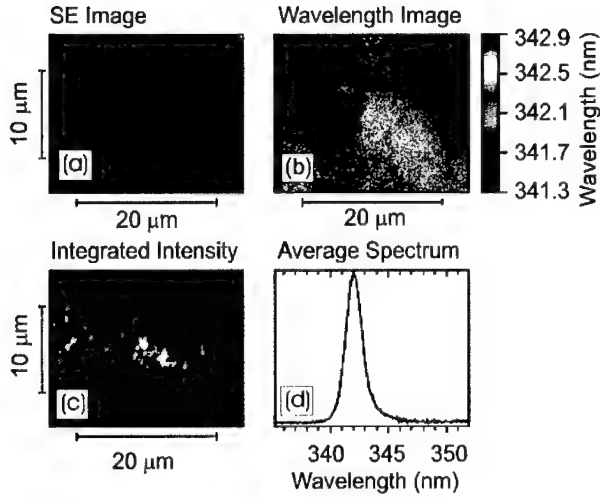 SE Image
Wavelength Image
10 μm
(a)
20 μm
(b)
20 μm
342.9
342.5
342.1
341.7
341.3
Wavelength (nm)
Integrated Intensity
Average Spectrum
10 μm
(c)
20 μm
(d)
340 345 350
Wavelength (nm)